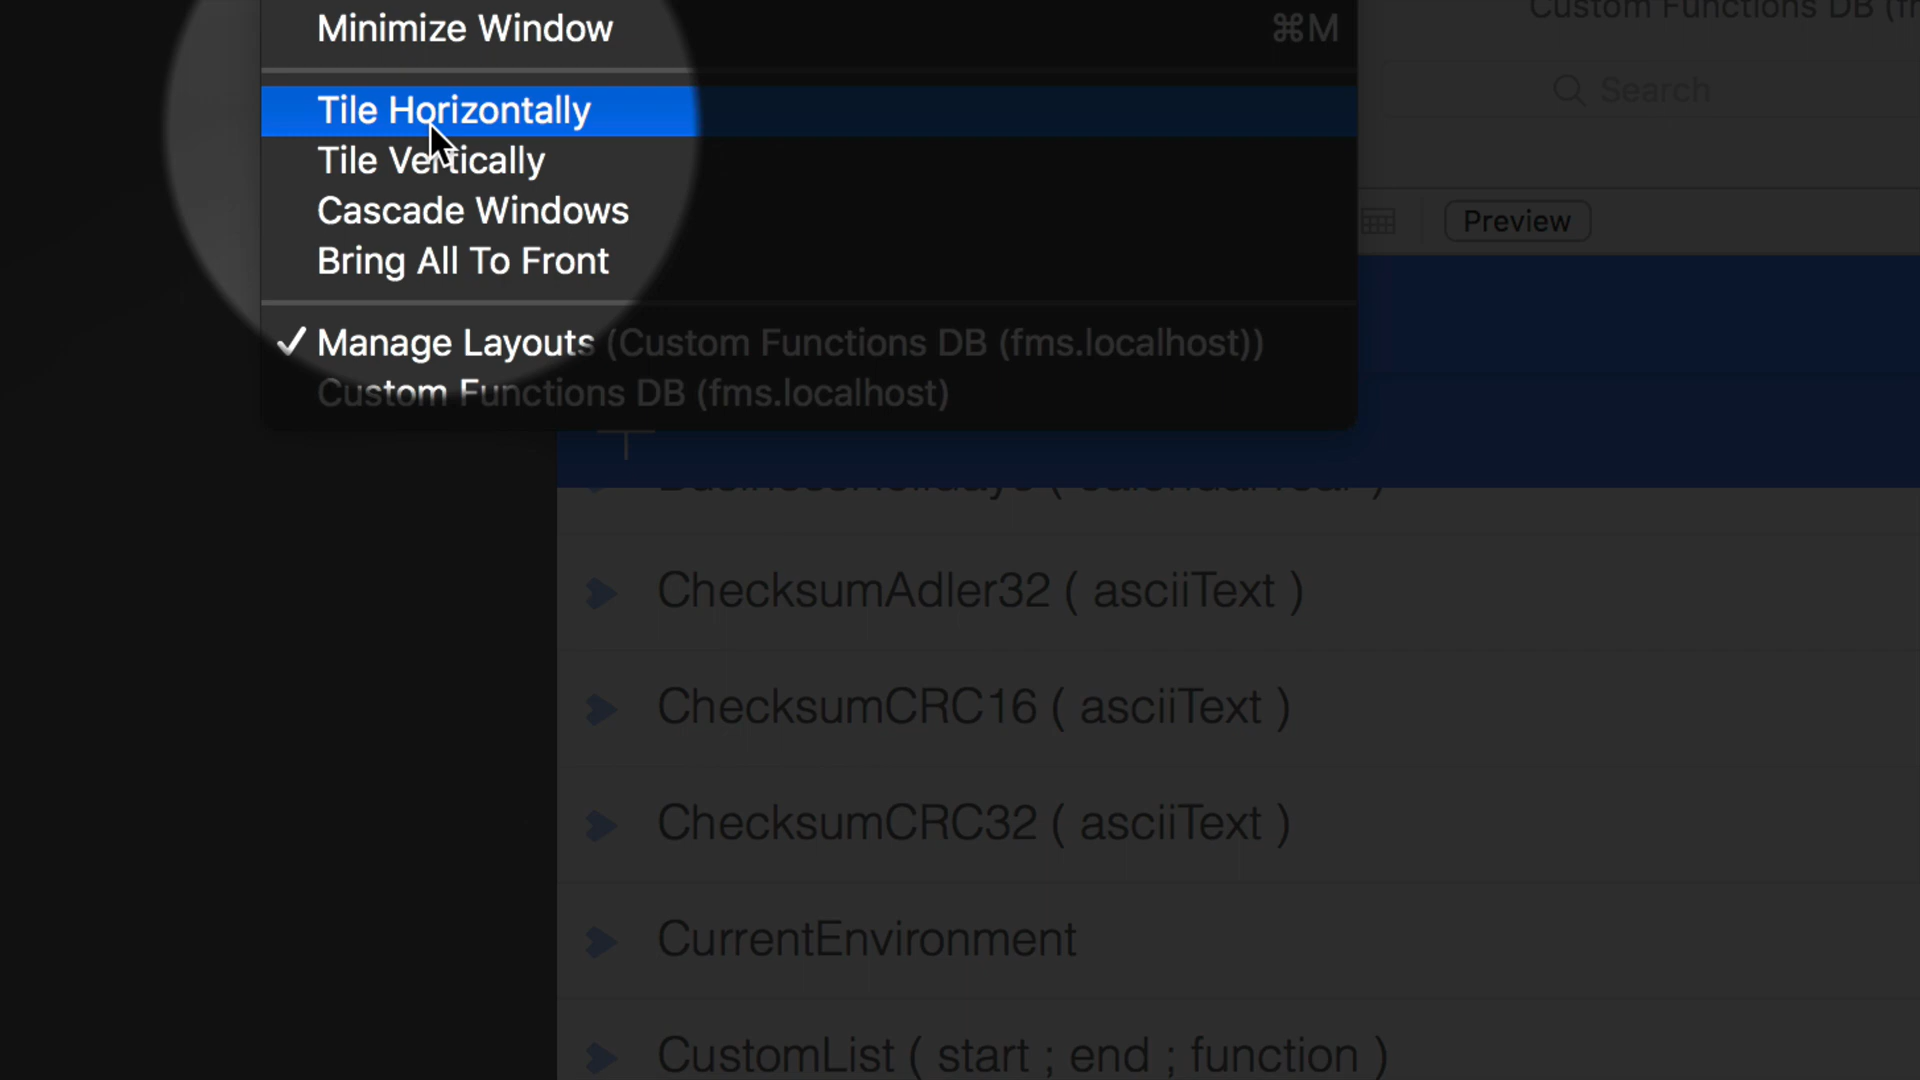 Custom Functions DB
Minimize Window ⌘M
Search
Tile Horizontally
Tile Vertically
Preview
Cascade Windows
Bring All To Front
✓ Manage Layouts (Custom Functions DB (fms.localhost))
Custom Functions DB (fms.localhost)
ChecksumAdler32 ( asciiText )
ChecksumCRC16 ( asciiText )
ChecksumCRC32 ( asciiText )
CurrentEnvironment
CustomList ( start ; end ; function )